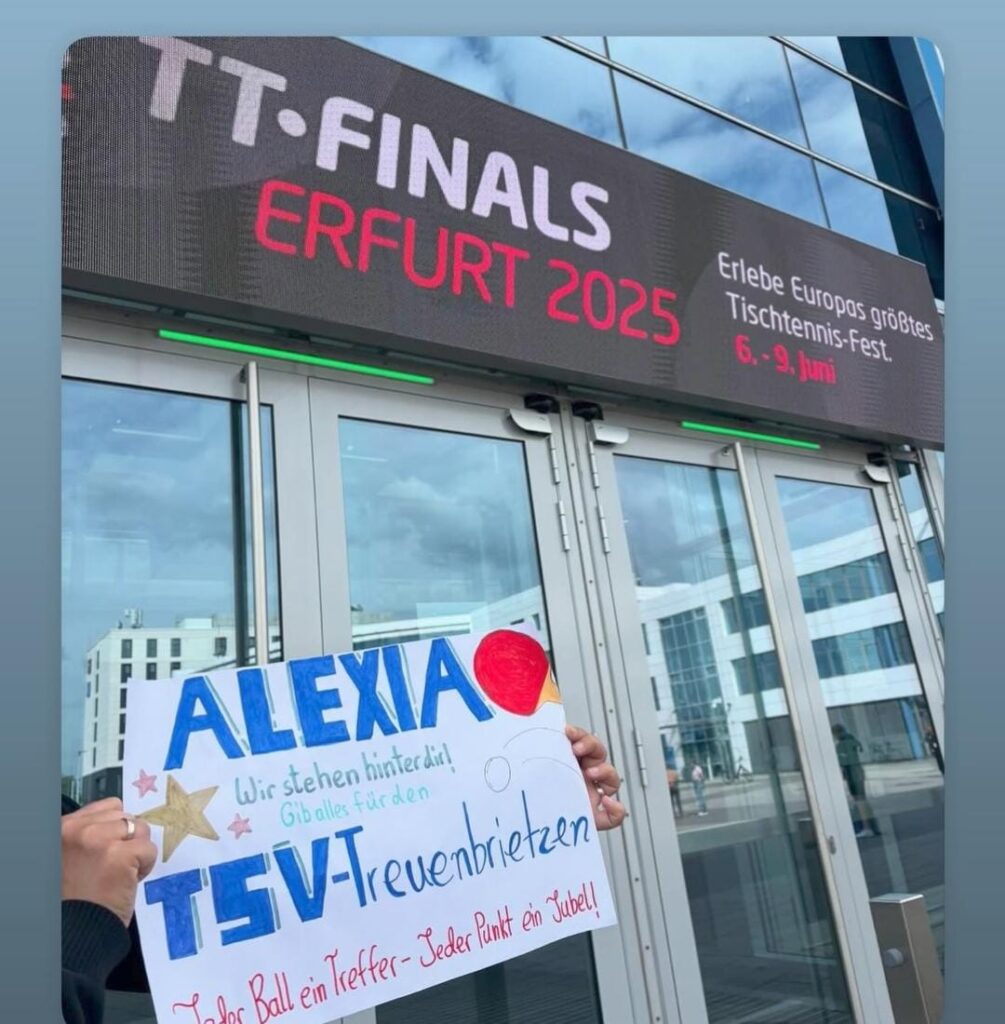 TT·FINALS
ERFURT 2025
Erlebe Europas größtes
Tischtennis-Fest.
6.-9. Juni
ALEXIA
Wir stehen hinter dir!
Gib alles für den
TSV-Treuenbrietzen
Jeder Ball ein Treffer- Jeder Punkt ein Jubel!